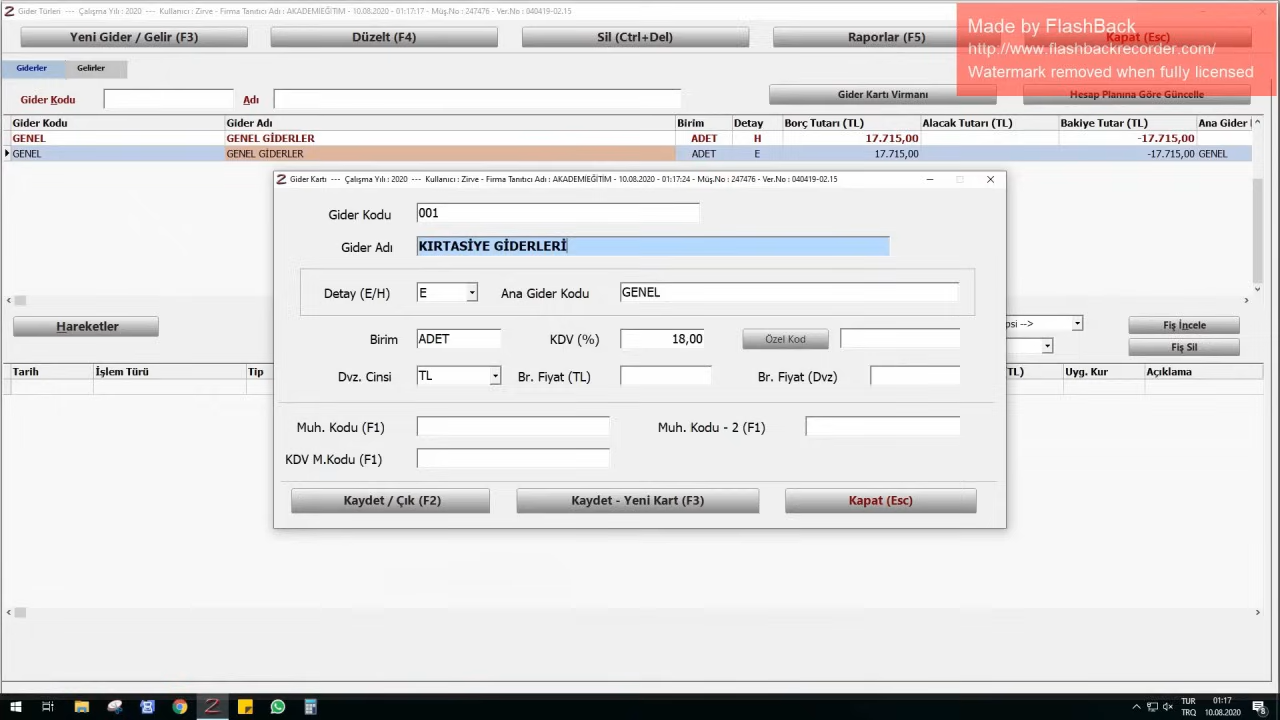 Gider Türleri --- Çalışma Yılı : 2020 --- Kullanıcı : Zirve - Firma Tanıtici Adı : AKADEMİEĞİTİM - 10.08.2020 - 01:17:17 - Müş.No : 247476 - Ver.No : 040419-02.15
Made by FlashBack
http://www.flashbackrecorder.com/
Watermark removed when fully licensed
Yeni Gider / Gelir (F3) Düzelt (F4) Sil (Ctrl+Del) Raporlar (F5) Kapat (Esc)
Giderler Gelirler
Gider Kodu Adı Gider Kartı Virmanı Hesap Planına Göre Güncelle
Gider Kodu Gider Adı Birim Detay Borç Tutarı (TL) Alacak Tutarı (TL) Bakiye Tutar (TL) Ana Gider
GENEL GENEL GİDERLER ADET H 17.715,00 -17.715,00
GENEL GENEL GİDERLER ADET E 17.715,00 -17.715,00 GENEL
Gider Kartı --- Çalışma Yılı : 2020 --- Kullanıcı : Zirve - Firma Tanıtici Adı : AKADEMİEĞİTİM - 10.08.2020 - 01:17:24 - Müş.No : 247476 - Ver.No : 040419-02.15
Gider Kodu 001
Gider Adı KIRTASİYE GİDERLERİ
Detay (E/H) E Ana Gider Kodu GENEL
Birim ADET KDV (%) 18,00 Özel Kod
Dvz. Cinsi TL Br. Fiyat (TL) Br. Fiyat (Dvz)
Muh. Kodu (F1) Muh. Kodu - 2 (F1)
KDV M.Kodu (F1)
Kaydet / Çık (F2) Kaydet - Yeni Kart (F3) Kapat (Esc)
Hareketler
psi --> Fiş İncele
Fiş Sil
Tarih İşlem Türü Tip TL) Uyg. Kur Açıklama
TUR 01:17
TRQ 10.08.2020 8